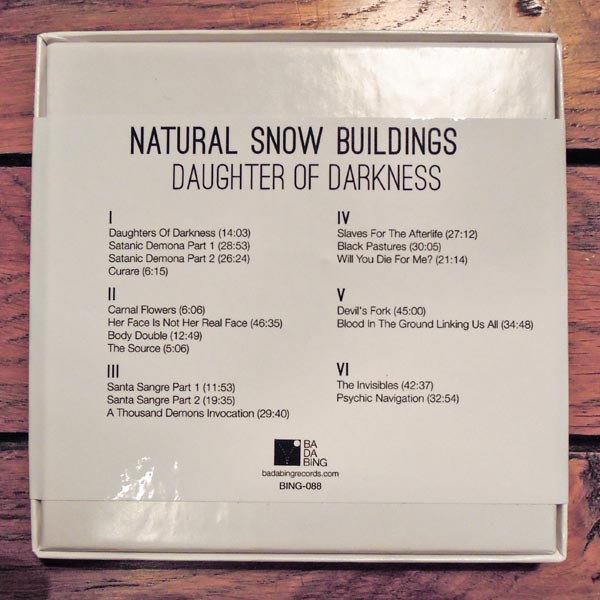 NATURAL SNOW BUILDINGS
DAUGHTER OF DARKNESS
I
Daughters Of Darkness (14:03)
Satanic Demona Part 1 (28:53)
Satanic Demona Part 2 (26:24)
Curare (6:15)
II
Carnal Flowers (6:06)
Her Face Is Not Her Real Face (46:35)
Body Double (12:49)
The Source (5:06)
III
Santa Sangre Part 1 (11:53)
Santa Sangre Part 2 (19:35)
A Thousand Demons Invocation (29:40)
IV
Slaves For The Afterlife (27:12)
Black Pastures (30:05)
Will You Die For Me? (21:14)
V
Devil's Fork (45:00)
Blood In The Ground Linking Us All (34:48)
VI
The Invisibles (42:37)
Psychic Navigation (32:54)
BA
DA
BING
badabingrecords.com
BING-088